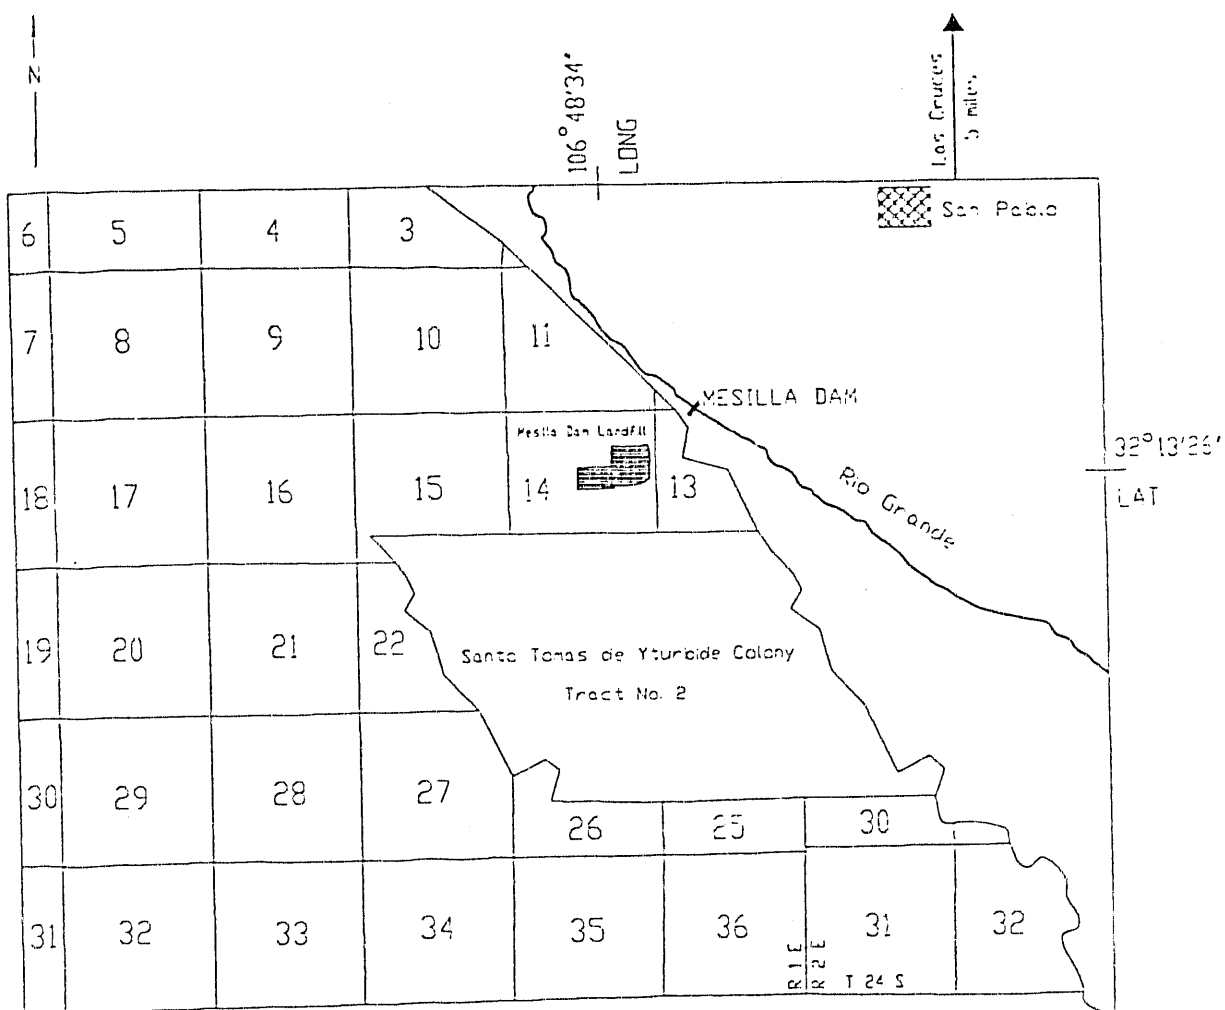 N
106°48'34"
LONG
Las Cruces
miles
San Pablo
6 5 4 3
7 8 9 10 11
MESILLA DAM
Mesilla Dam Landfill
32°13'26'
LAT
18 17 16 15 14 13
Rio Grande
19 20 21 22
Santo Tomas de Yturbide Colony
Tract No. 2
30 29 28 27
26 25 30
31 32 33 34 35 36 31 32
R 1 E
R 2 E
T 24 S